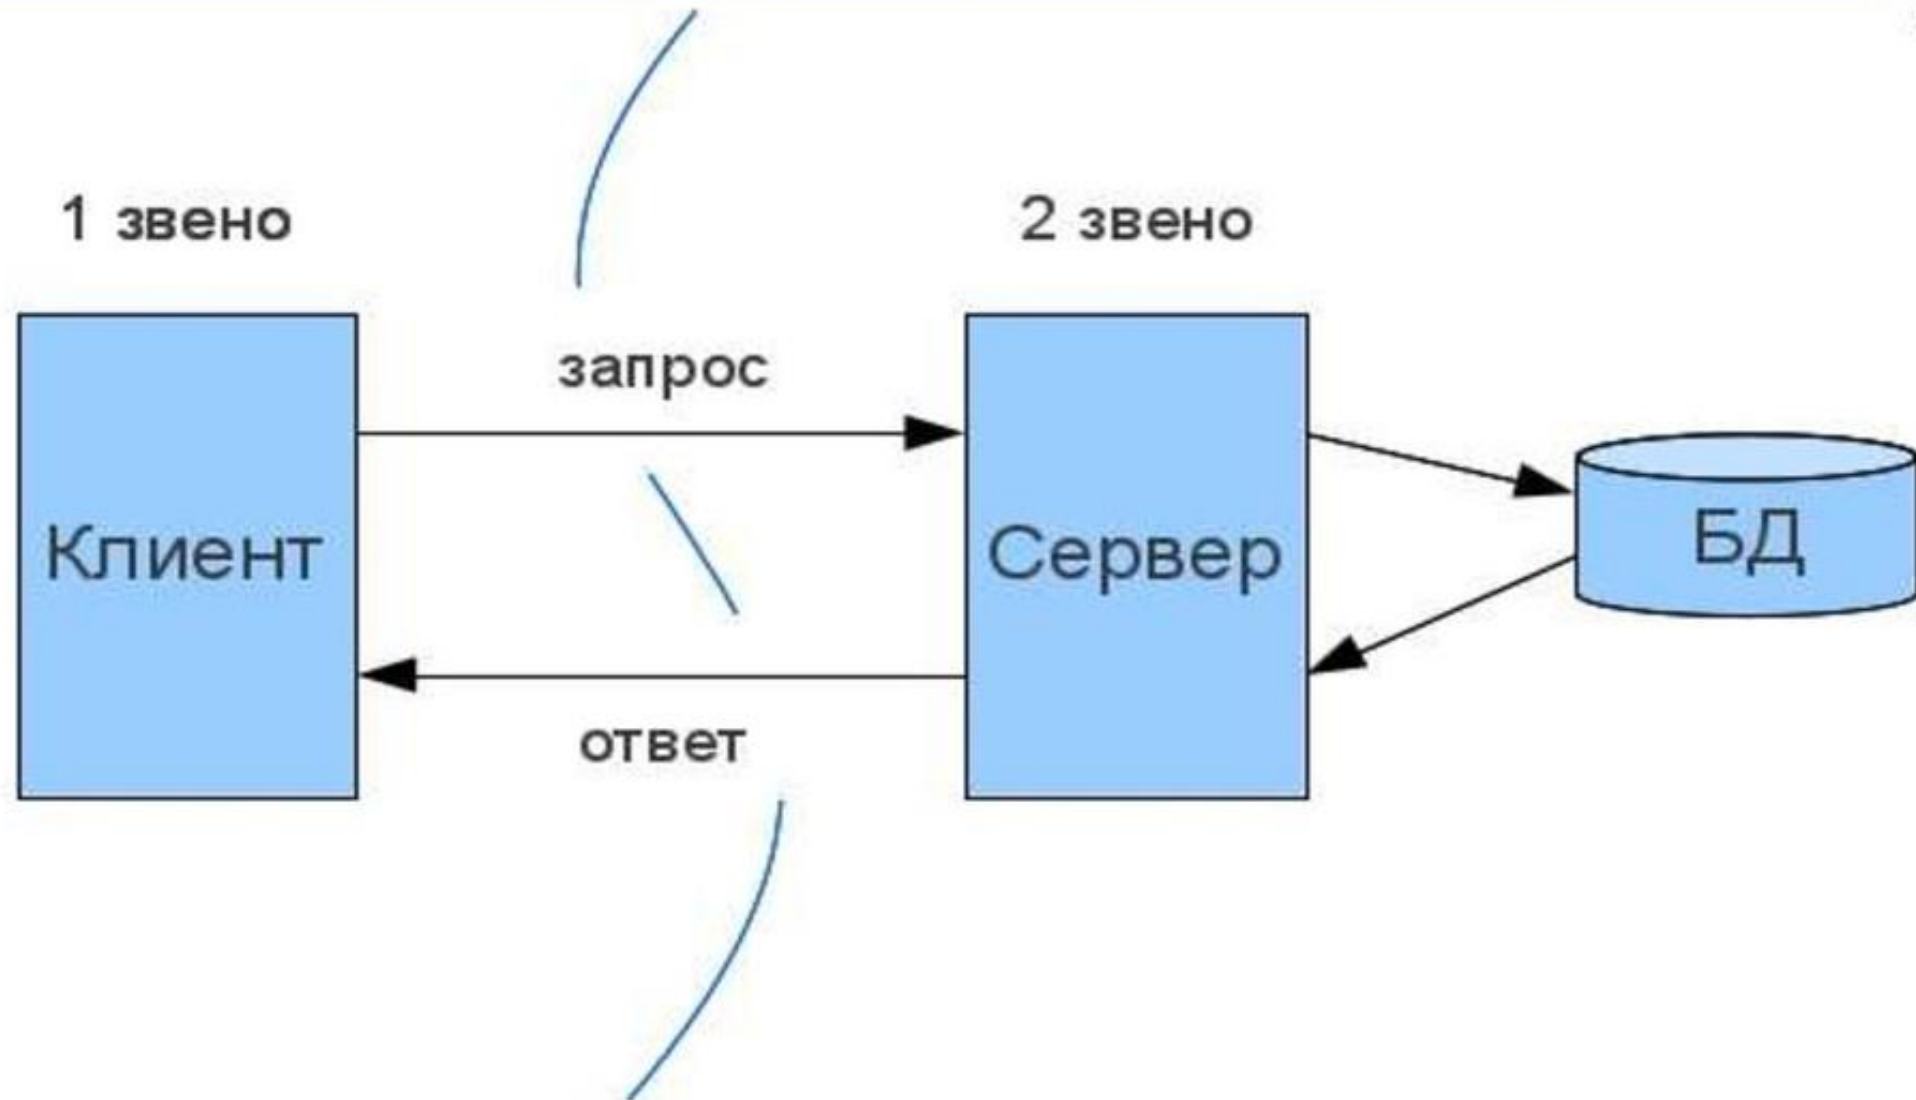 1 звено
2 звено
запрос
Клиент
Сервер
БД
ответ